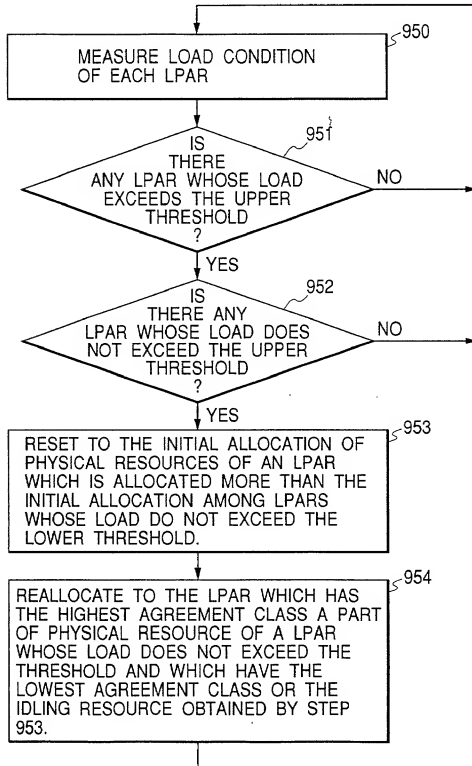 950
MEASURE LOAD CONDITION
OF EACH LPAR
951
IS
THERE
ANY LPAR WHOSE LOAD
EXCEEDS THE UPPER
THRESHOLD
?
NO
YES
952
IS
THERE ANY
LPAR WHOSE LOAD DOES
NOT EXCEED THE UPPER
THRESHOLD
?
NO
YES
953
RESET TO THE INITIAL ALLOCATION OF
PHYSICAL RESOURCES OF AN LPAR
WHICH IS ALLOCATED MORE THAN THE
INITIAL ALLOCATION AMONG LPARS
WHOSE LOAD DO NOT EXCEED THE
LOWER THRESHOLD.
954
REALLOCATE TO THE LPAR WHICH HAS
THE HIGHEST AGREEMENT CLASS A PART
OF PHYSICAL RESOURCE OF A LPAR
WHOSE LOAD DOES NOT EXCEED THE
THRESHOLD AND WHICH HAVE THE
LOWEST AGREEMENT CLASS OR THE
IDLING RESOURCE OBTAINED BY STEP
953.